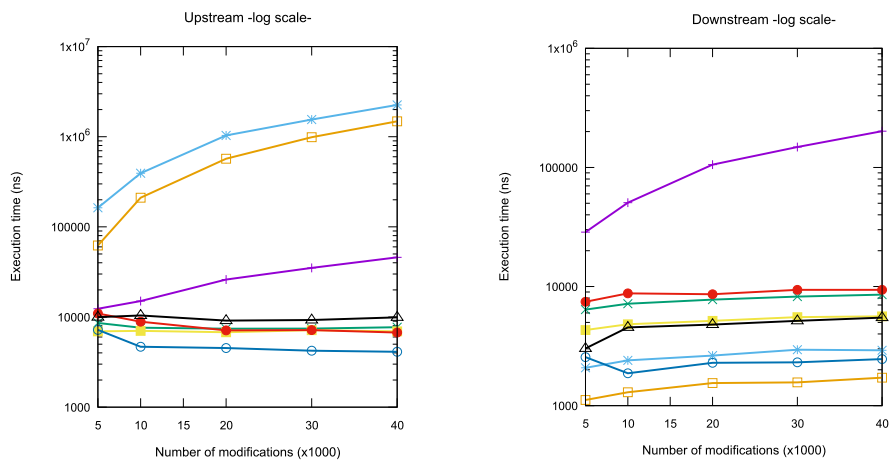 Upstream -log scale-
1x10^7
1x10^6
100000
10000
1000
5 10 15 20 30 40
Execution time (ns)
Number of modifications (x1000)
Downstream -log scale-
1x10^6
100000
10000
1000
5 10 15 20 30 40
Execution time (ns)
Number of modifications (x1000)